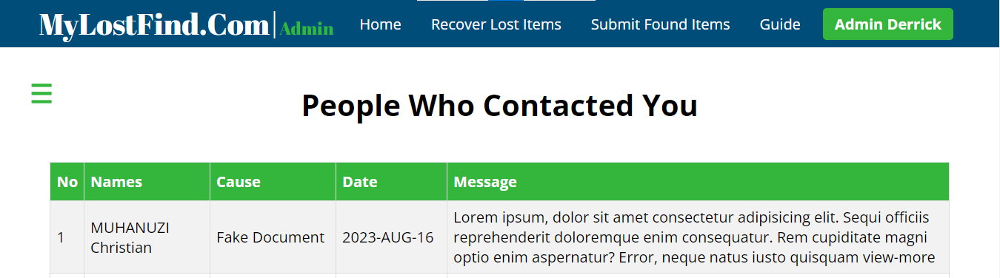 MyLostFind.Com|Admin Home Recover Lost Items Submit Found Items Guide Admin Derrick
People Who Contacted You
No Names Cause Date Message
1 MUHANUZI Christian Fake Document 2023-AUG-16 Lorem ipsum, dolor sit amet consectetur adipisicing elit. Sequi officiis
reprehenderit doloremque enim consequatur. Rem cupiditate magni
optio enim aspernatur? Error, neque natus iusto quisquam view-more